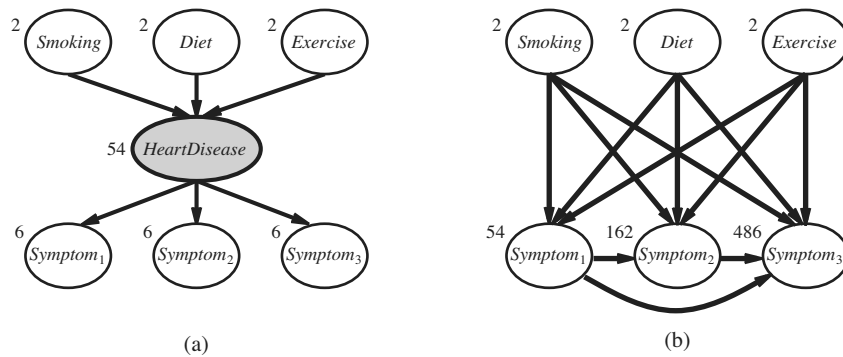 2 Smoking 2 Diet 2 Exercise
54 HeartDisease
6 Symptom₁ 6 Symptom₂ 6 Symptom₃
(a)
2 Smoking 2 Diet 2 Exercise
54 Symptom₁ 162 Symptom₂ 486 Symptom₃
(b)